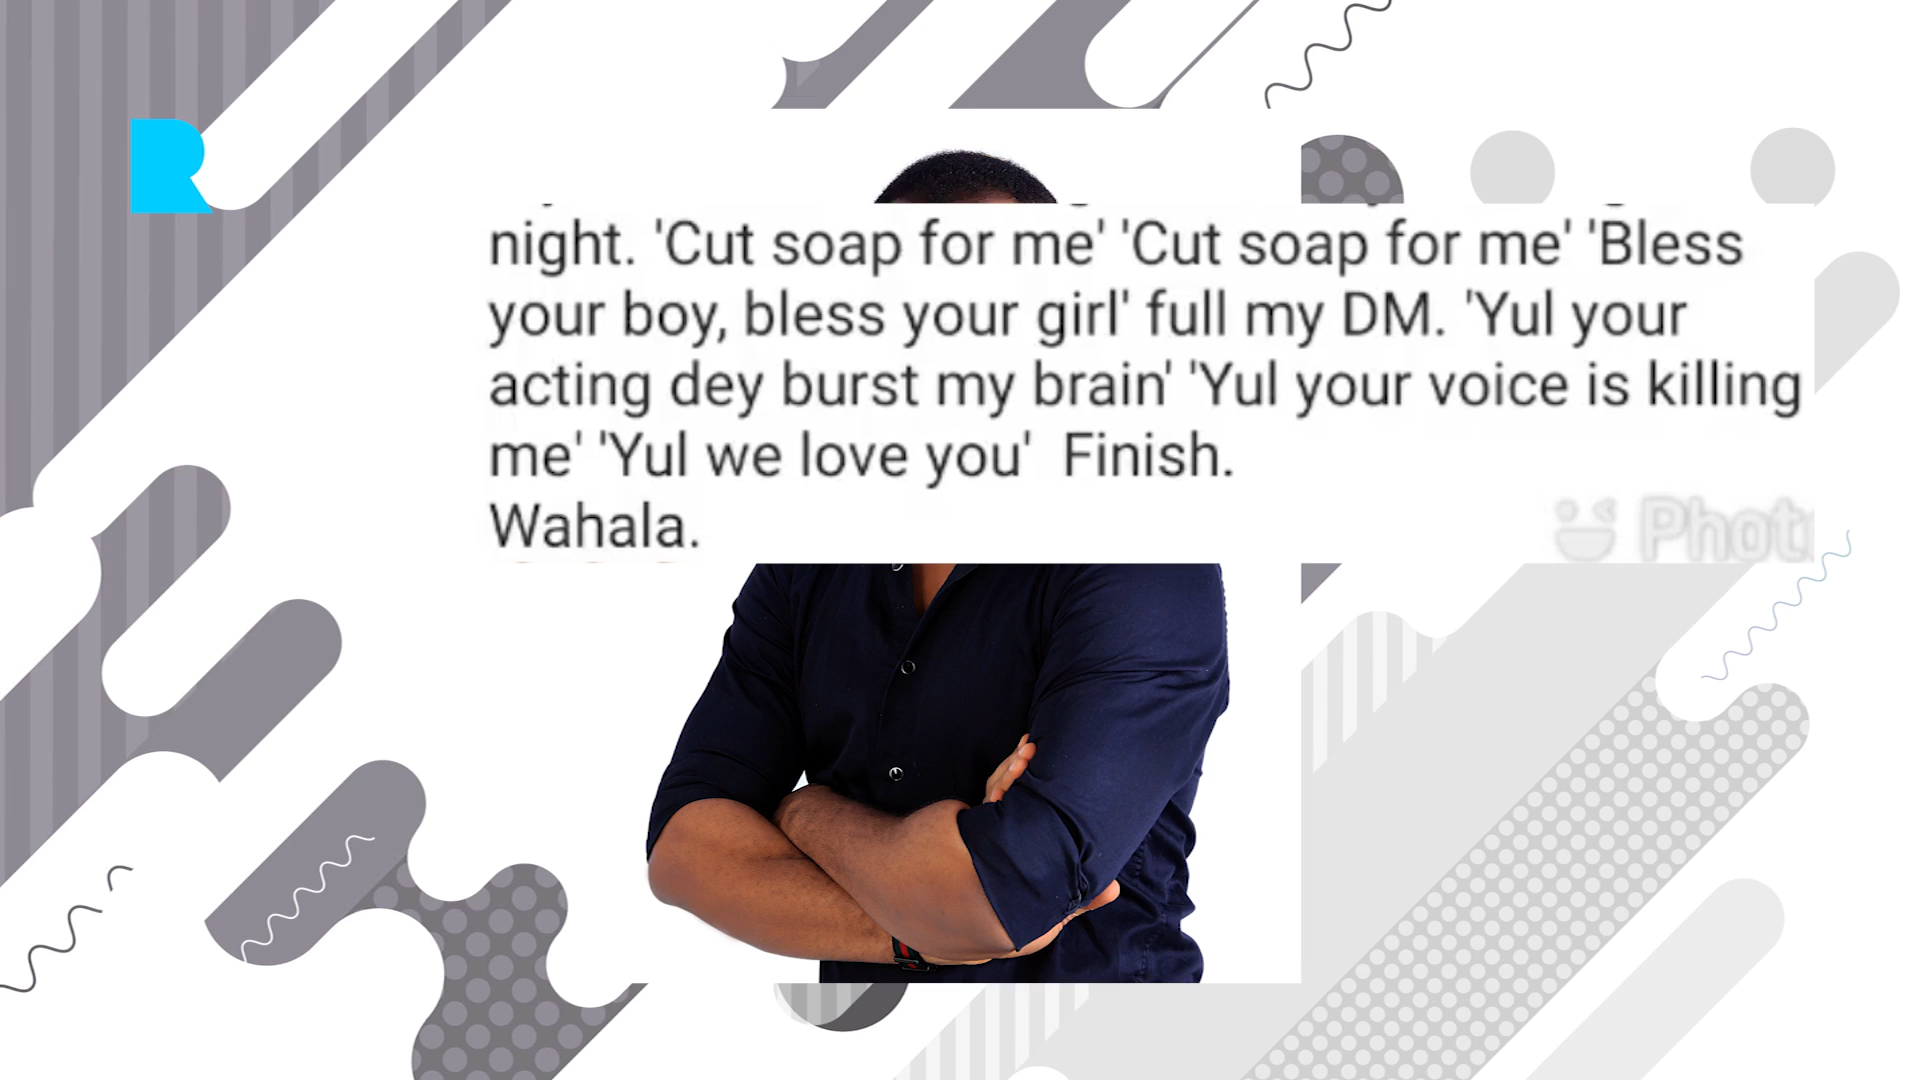 R
night. 'Cut soap for me' 'Cut soap for me' 'Bless
your boy, bless your girl' full my DM. 'Yul your
acting dey burst my brain' 'Yul your voice is killing
me' 'Yul we love you'  Finish.
Wahala.